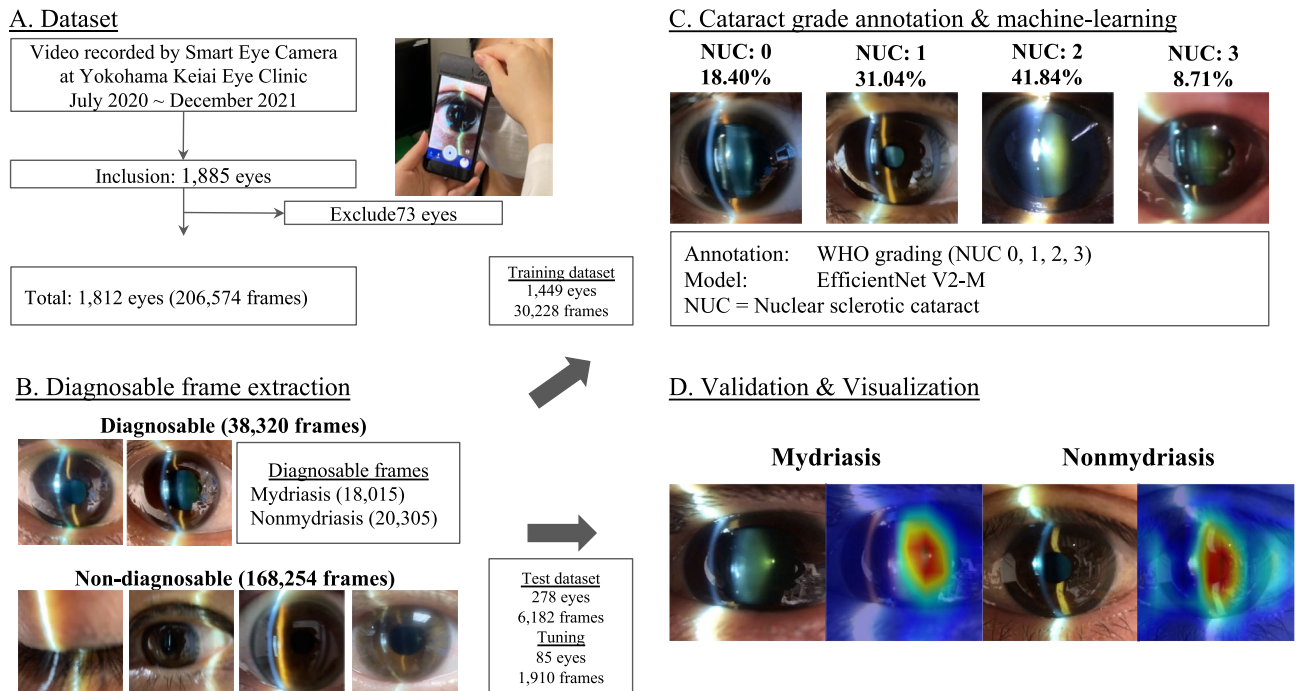 A. Dataset
Video recorded by Smart Eye Camera
at Yokohama Keiai Eye Clinic
July 2020 ~ December 2021
Inclusion: 1,885 eyes
Exclude73 eyes
Total: 1,812 eyes (206,574 frames)
Training dataset
1,449 eyes
30,228 frames
B. Diagnosable frame extraction
Diagnosable (38,320 frames)
Diagnosable frames
Mydriasis (18,015)
Nonmydriasis (20,305)
Non-diagnosable (168,254 frames)
Test dataset
278 eyes
6,182 frames
Tuning
85 eyes
1,910 frames
C. Cataract grade annotation & machine-learning
NUC: 0 NUC: 1 NUC: 2 NUC: 3
18.40% 31.04% 41.84% 8.71%
Annotation: WHO grading (NUC 0, 1, 2, 3)
Model: EfficientNet V2-M
NUC = Nuclear sclerotic cataract
D. Validation & Visualization
Mydriasis Nonmydriasis